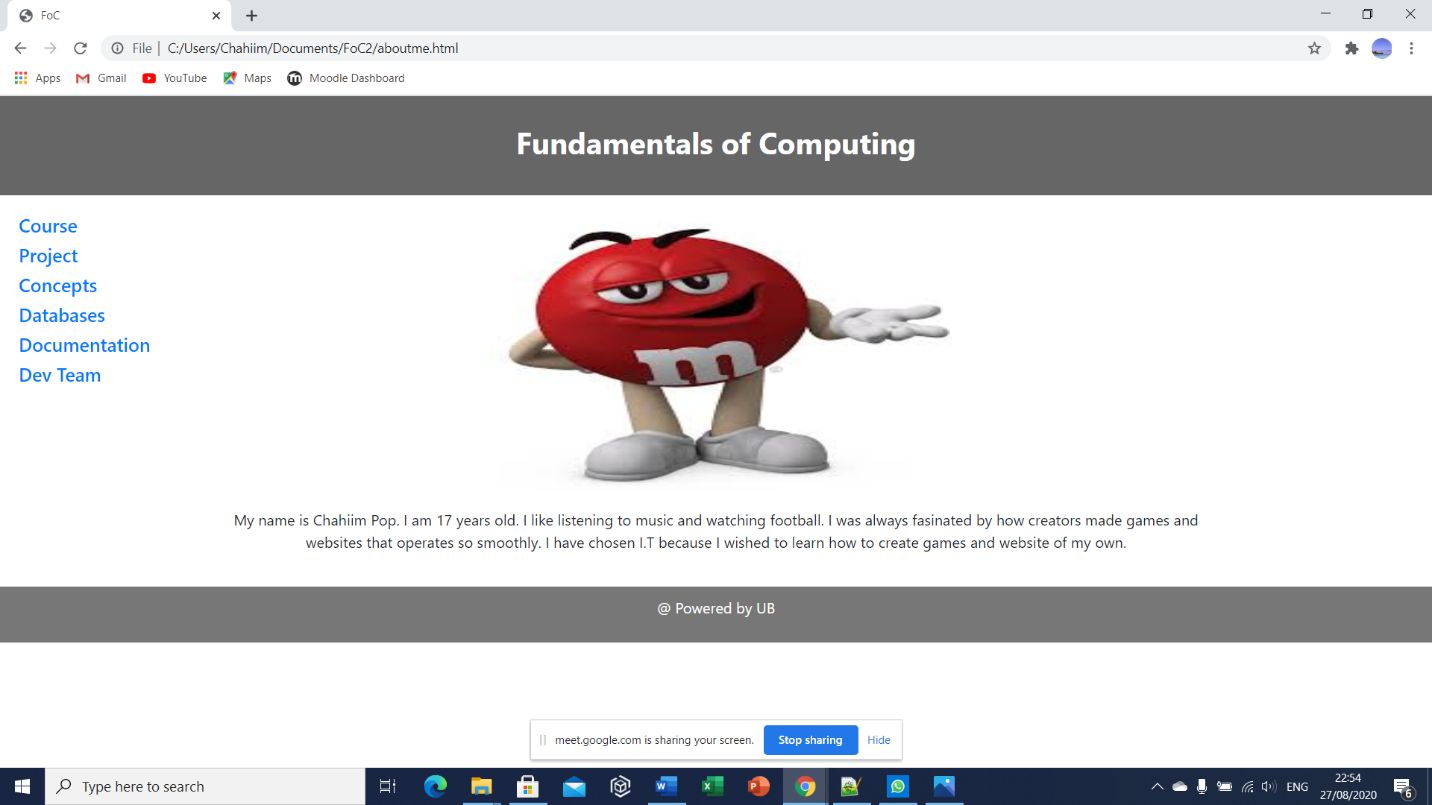 FoC
File | C:/Users/Chahiim/Documents/FoC2/aboutme.html
Apps Gmail YouTube Maps Moodle Dashboard
Fundamentals of Computing
Course
Project
Concepts
Databases
Documentation
Dev Team
m
My name is Chahiim Pop. I am 17 years old. I like listening to music and watching football. I was always fasinated by how creators made games and
websites that operates so smoothly. I have chosen I.T because I wished to learn how to create games and website of my own.
@ Powered by UB
meet.google.com is sharing your screen. Stop sharing Hide
Type here to search
ENG
22:54
27/08/2020
6